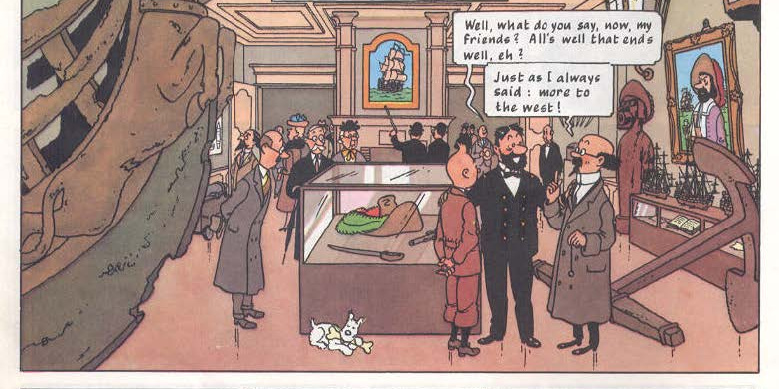 Well, what do you say, now, my
friends? All's well that ends
well, eh?
Just as I always
said: more to
the west!